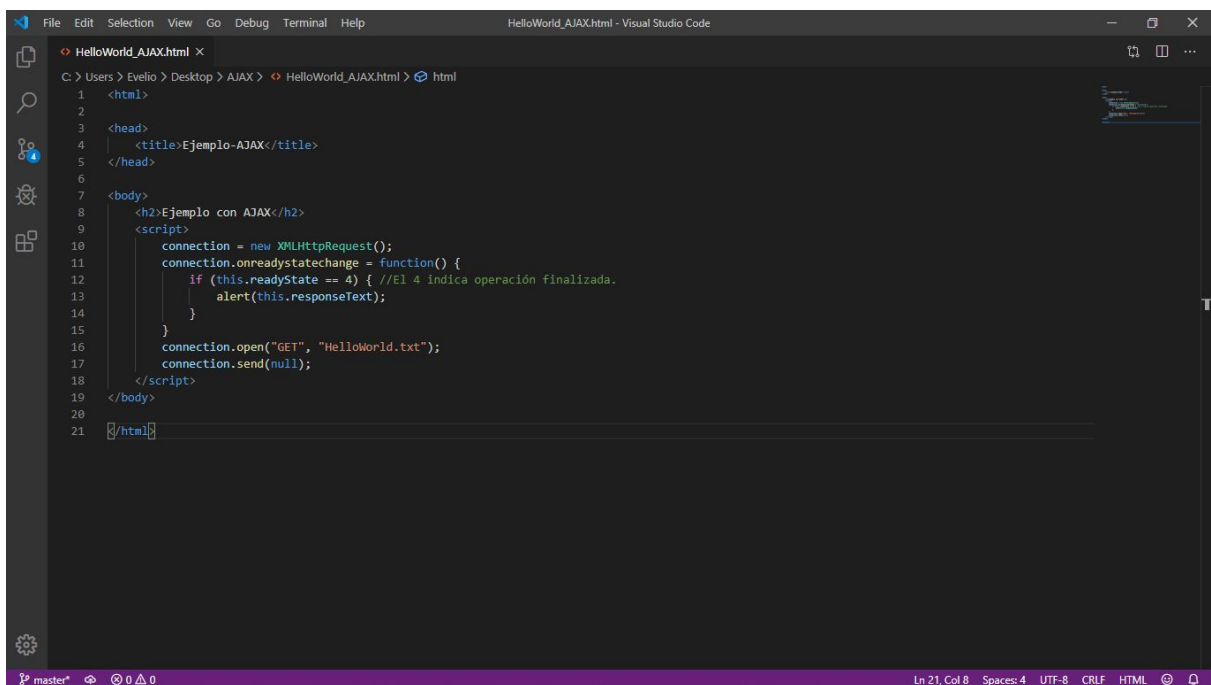 File Edit Selection View Go Debug Terminal Help HelloWorld_AJAX.html - Visual Studio Code
HelloWorld_AJAX.html
C: > Users > Evelio > Desktop > AJAX > HelloWorld_AJAX.html > html
1 <html>
2
3 <head>
4 <title>Ejemplo-AJAX</title>
5 </head>
6
7 <body>
8 <h2>Ejemplo con AJAX</h2>
9 <script>
10 connection = new XMLHttpRequest();
11 connection.onreadystatechange = function() {
12 if (this.readyState == 4) { //El 4 indica operación finalizada.
13 alert(this.responseText);
14 }
15 }
16 connection.open("GET", "HelloWorld.txt");
17 connection.send(null);
18 </script>
19 </body>
20
21 </html>
4
master* 0 0 Ln 21, Col 8 Spaces: 4 UTF-8 CRLF HTML